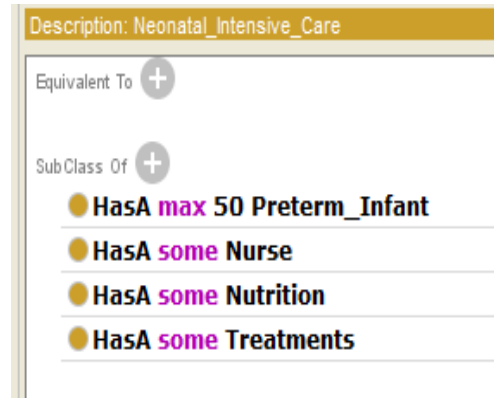 Description: Neonatal_Intensive_Care
Equivalent To
SubClass Of
HasA max 50 Preterm_Infant
HasA some Nurse
HasA some Nutrition
HasA some Treatments